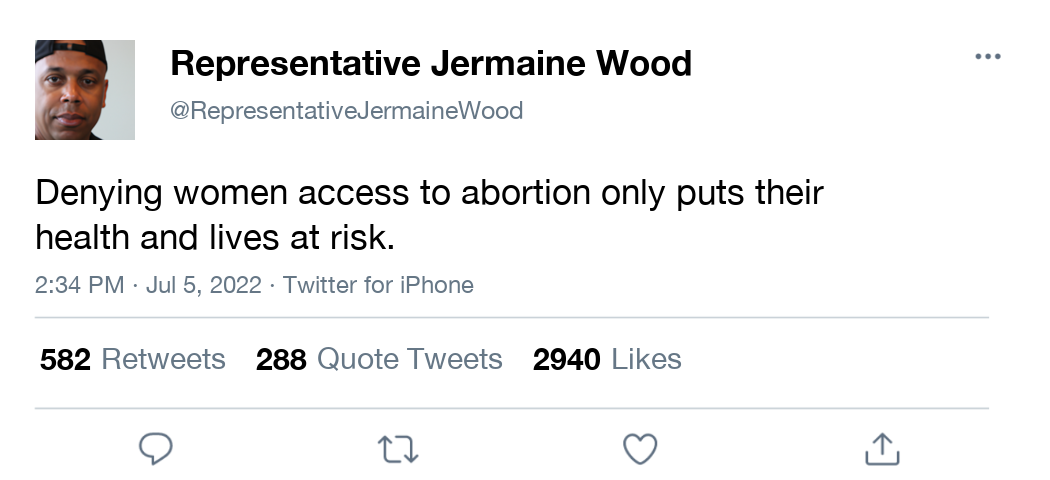 Representative Jermaine Wood
@RepresentativeJermaineWood
Denying women access to abortion only puts their
health and lives at risk.
2:34 PM · Jul 5, 2022 · Twitter for iPhone
582 Retweets 288 Quote Tweets 2940 Likes